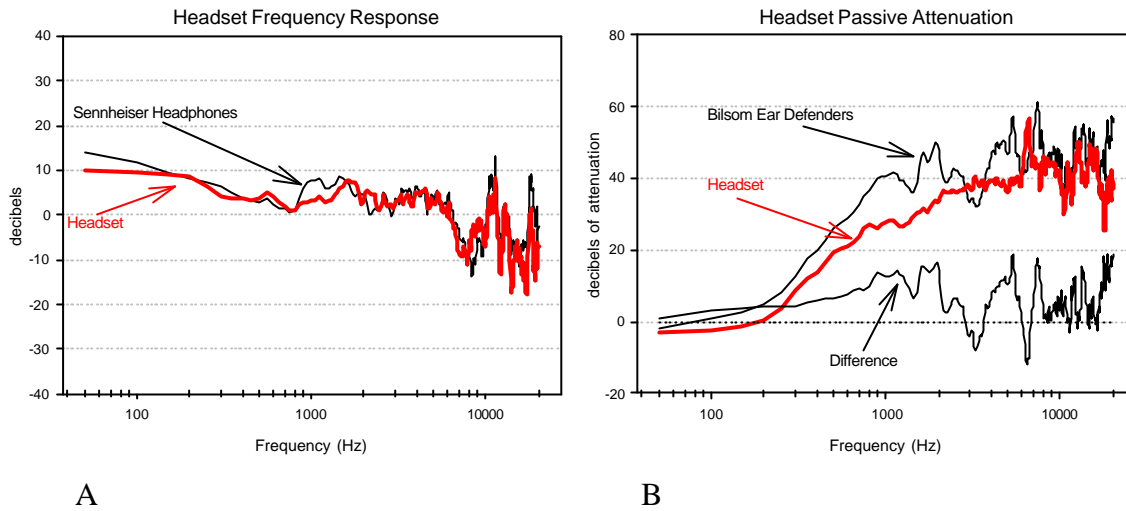 Headset Frequency Response
40
30
20
10
0
-10
-20
-30
-40
decibels
Sennheiser Headphones
Headset
100
1000
10000
Frequency (Hz)
A
Headset Passive Attenuation
80
60
40
20
0
-20
decibels of attenuation
Bilsom Ear Defenders
Headset
Difference
100
1000
10000
Frequency (Hz)
B